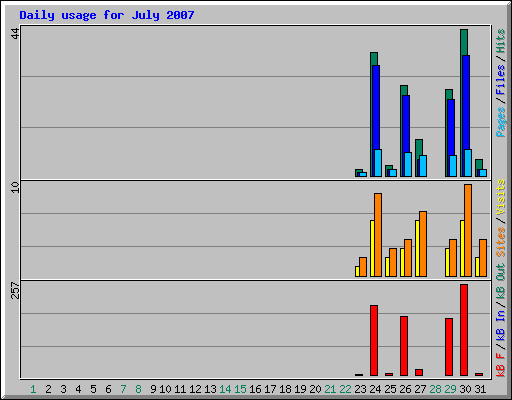 Daily usage for July 2007
44
10
257
Pages / Files / Hits
Sites / Visits
kB F / kB In / kB Out
1 2 3 4 5 6 7 8 9 10 11 12 13 14 15 16 17 18 19 20 21 22 23 24 25 26 27 28 29 30 31